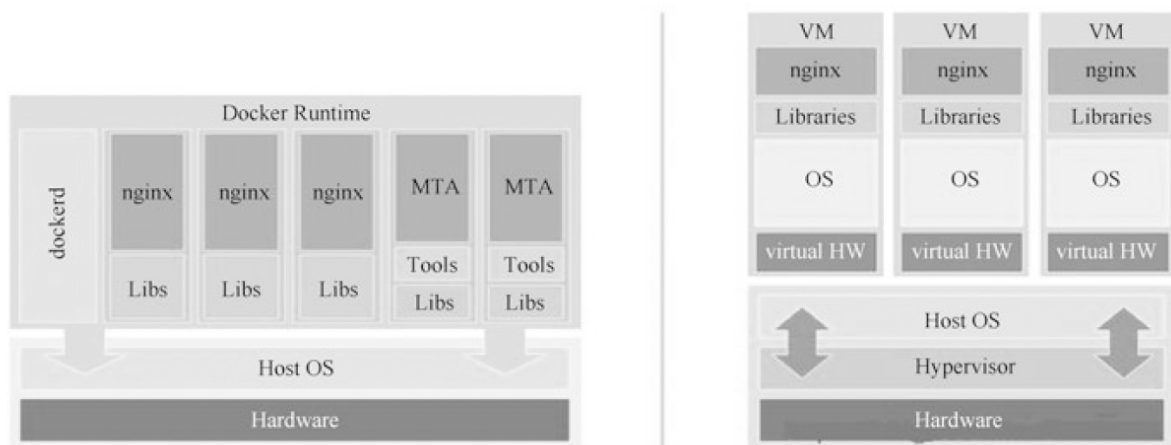 Docker Runtime
dockerd
nginx nginx nginx MTA MTA
Tools Tools
Libs Libs Libs Libs Libs
Host OS
Hardware
VM VM VM
nginx nginx nginx
Libraries Libraries Libraries
OS OS OS
virtual HW virtual HW virtual HW
Host OS
Hypervisor
Hardware